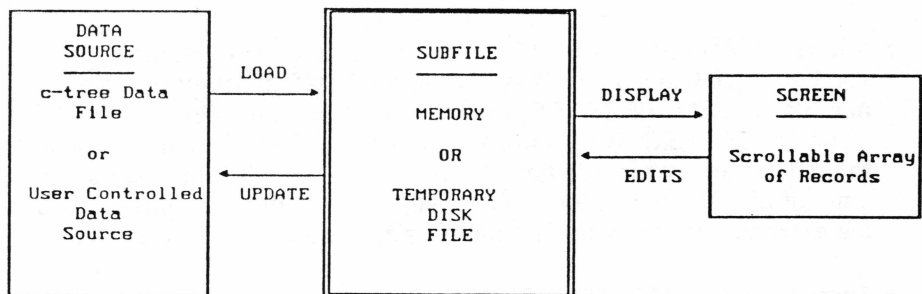 DATA
SOURCE
c-tree Data
File
or
User Controlled
Data
Source
LOAD
UPDATE
SUBFILE
MEMORY
OR
TEMPORARY
DISK
FILE
DISPLAY
EDITS
SCREEN
Scrollable Array
of Records